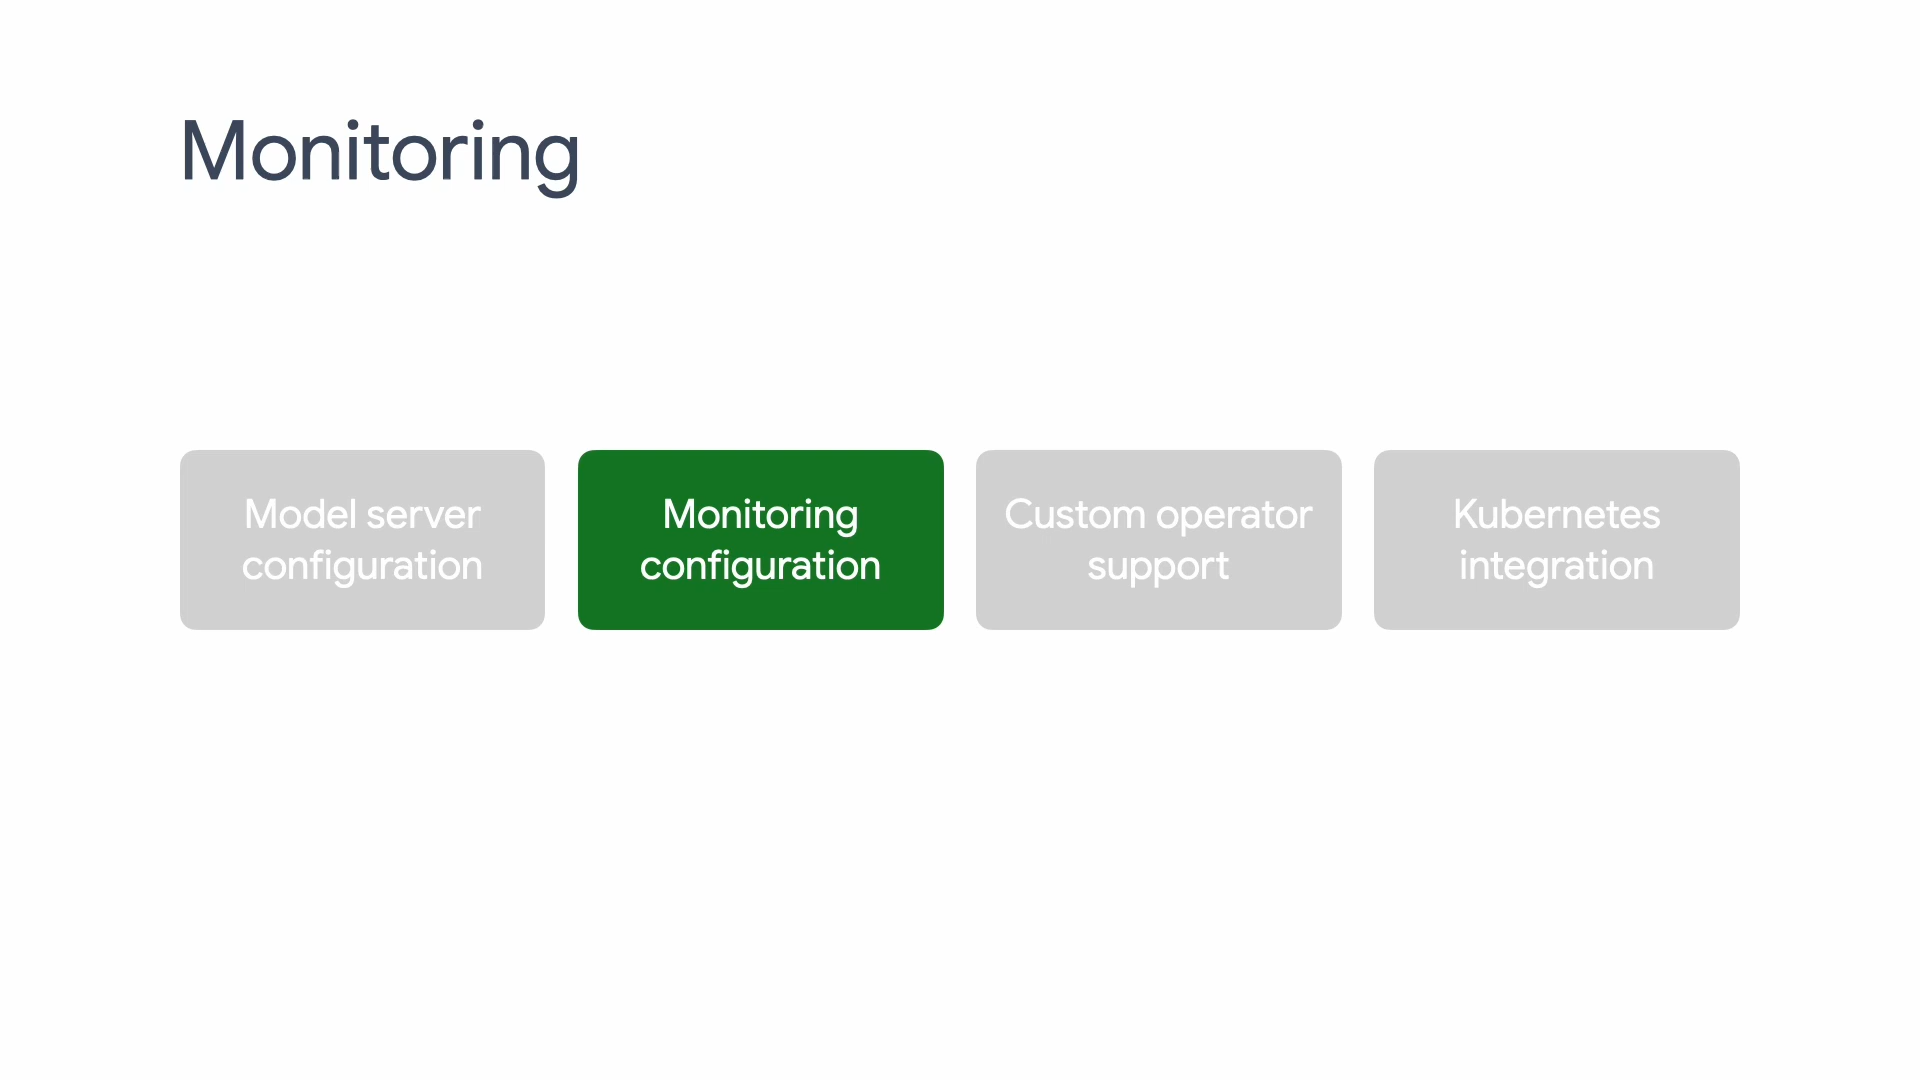 Monitoring
Model server
configuration
Monitoring
configuration
Custom operator
support
Kubernetes
integration